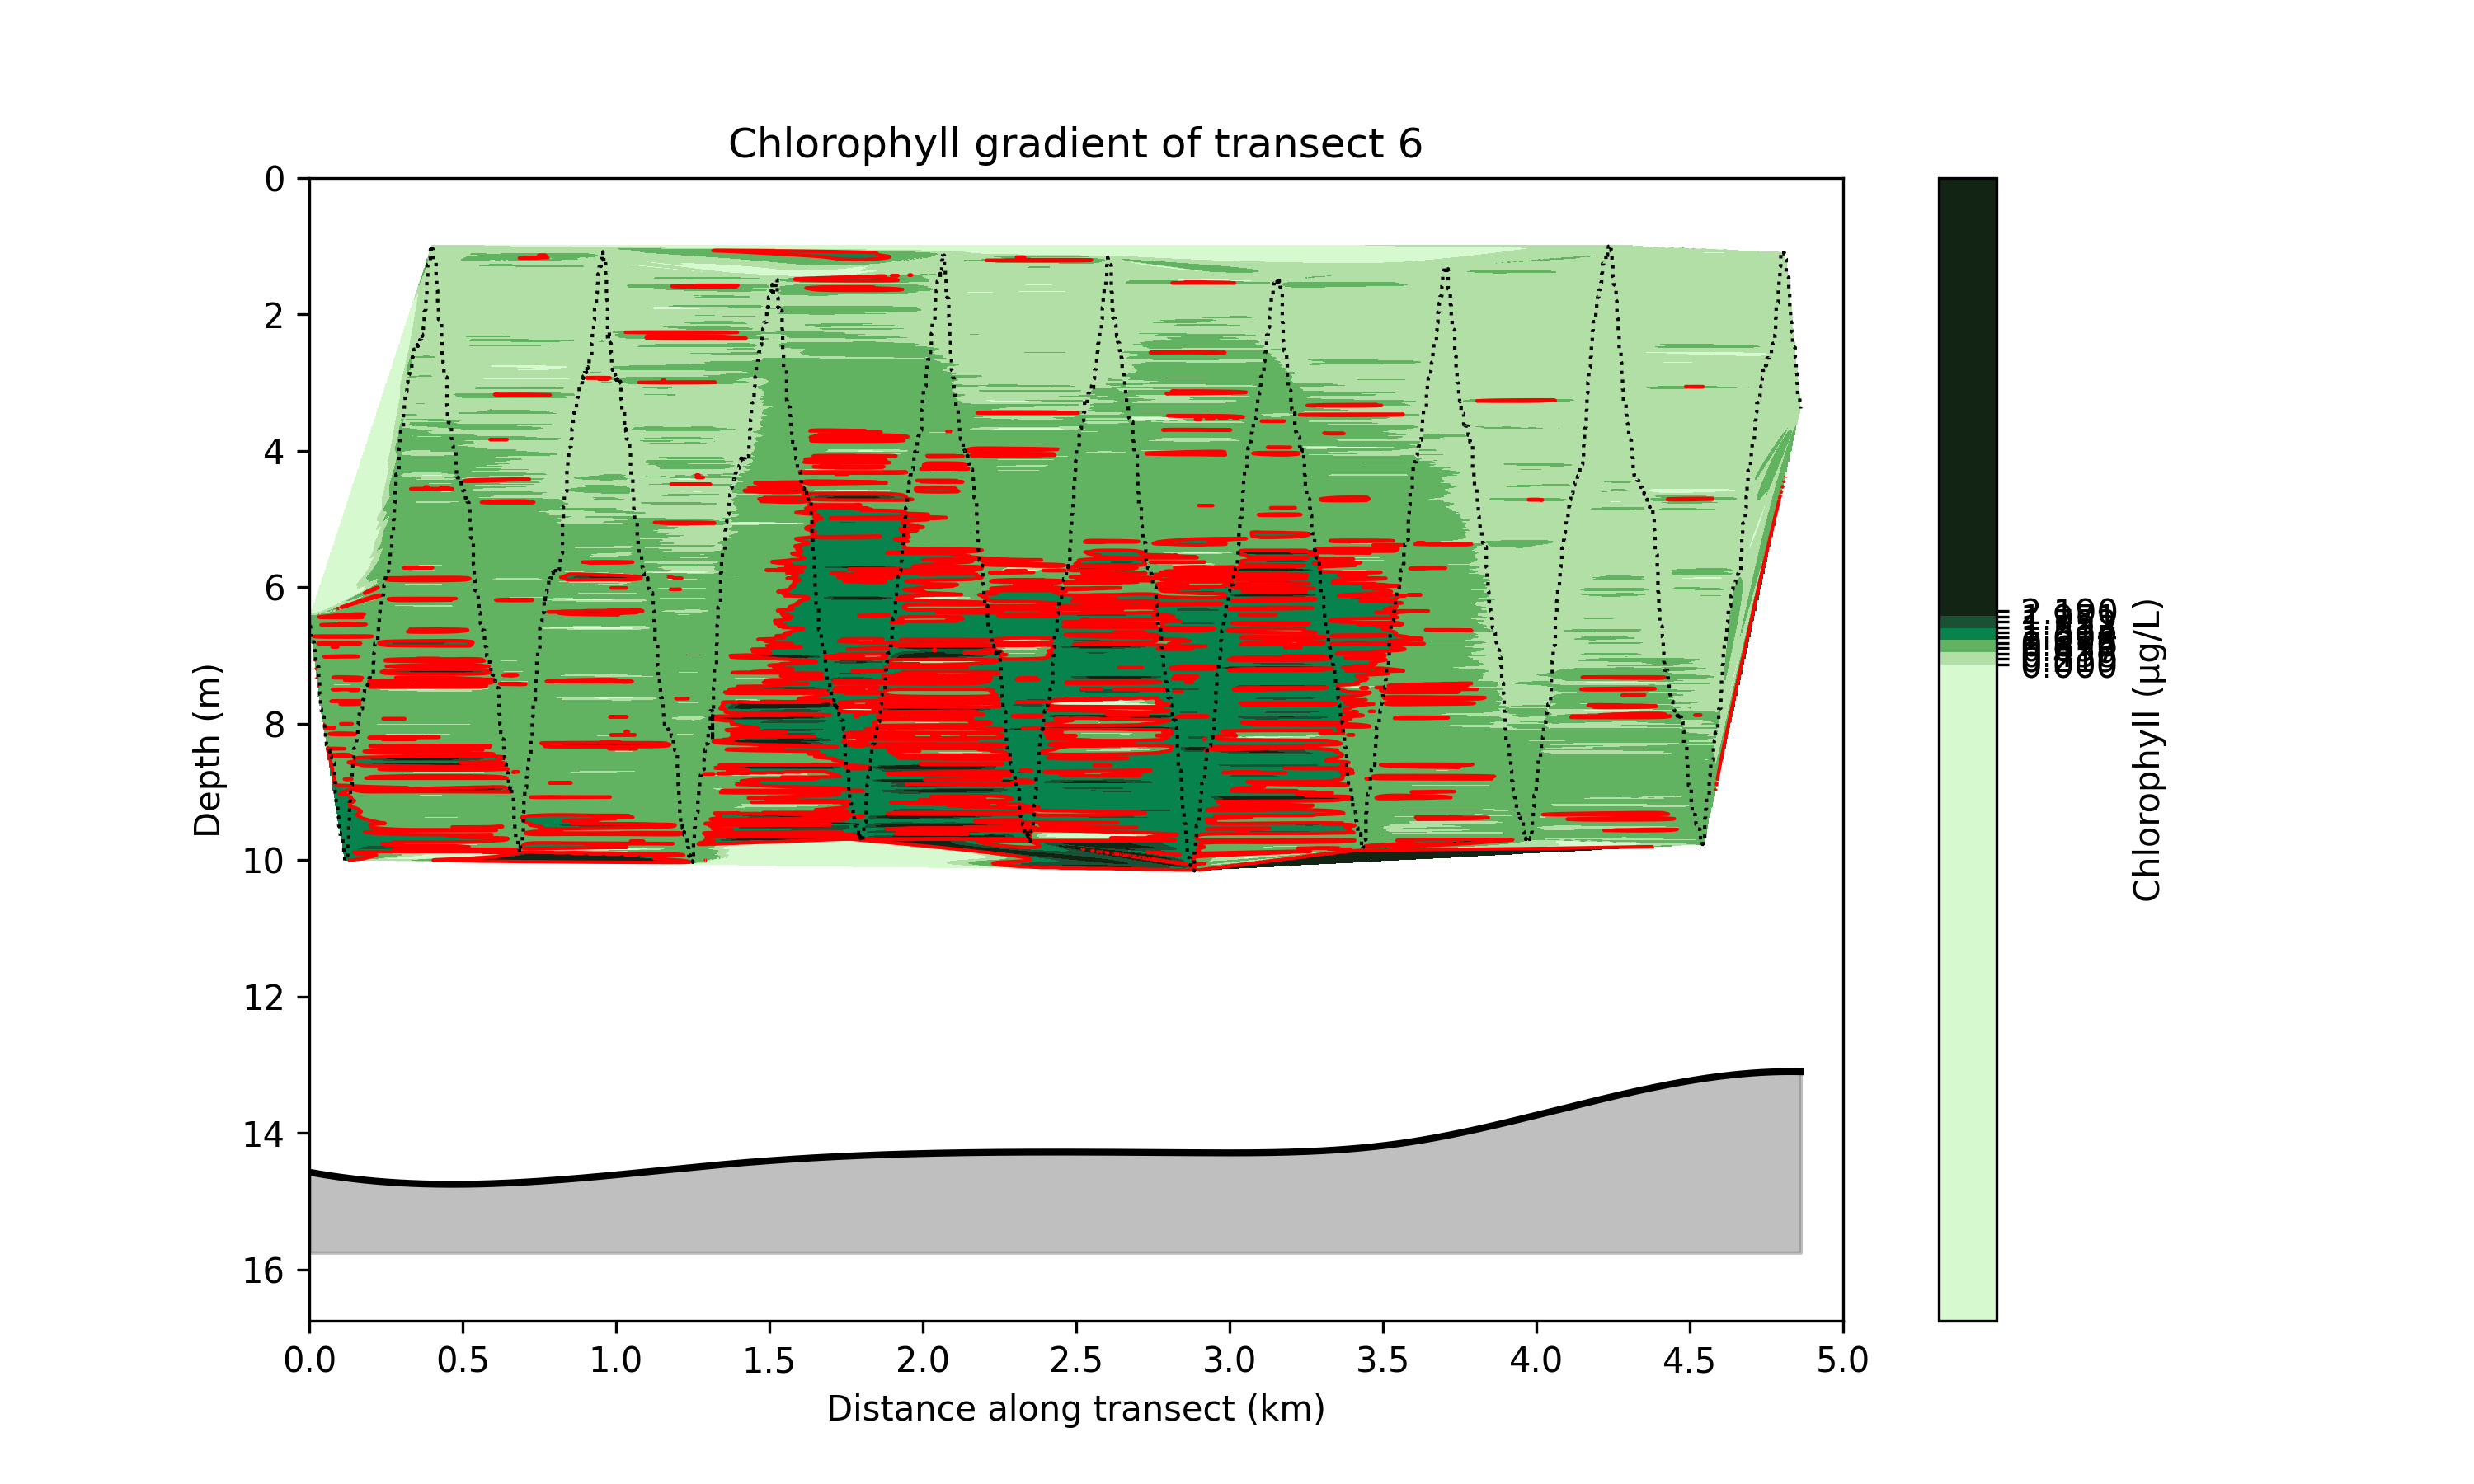 Chlorophyll gradient of transect 6
0
2
4
6
8
10
12
14
16
Depth (m)
0.0 0.5 1.0 1.5 2.0 2.5 3.0 3.5 4.0 4.5 5.0
Distance along transect (km)
Chlorophyll (µg/L)